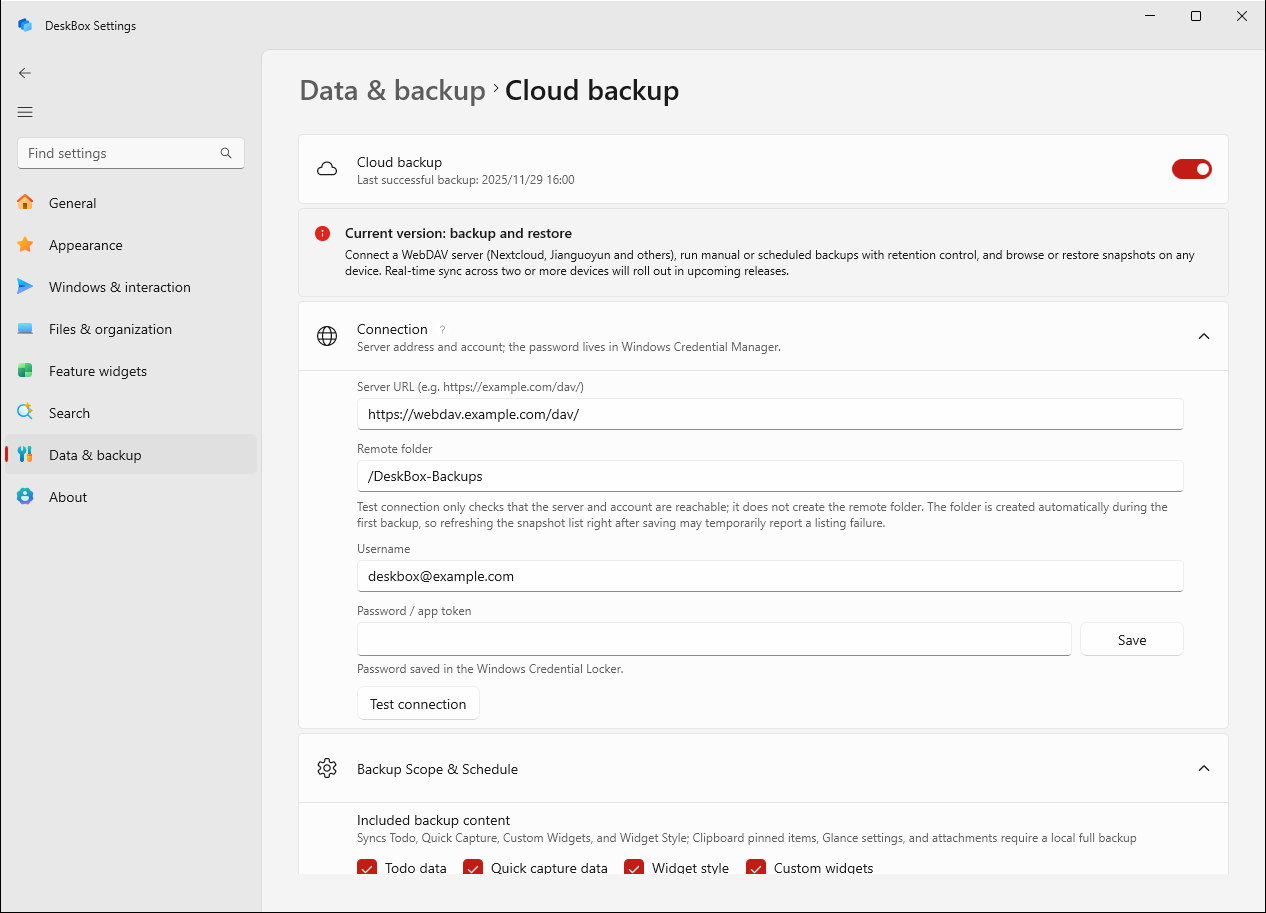 DeskBox Settings
Find settings
General
Appearance
Windows & interaction
Files & organization
Feature widgets
Search
Data & backup
About
Data & backup › Cloud backup
Cloud backup
Last successful backup: 2025/11/29 16:00
Current version: backup and restore
Connect a WebDAV server (Nextcloud, Jianguoyun and others), run manual or scheduled backups with retention control, and browse or restore snapshots on any
device. Real-time sync across two or more devices will roll out in upcoming releases.
Connection ?
Server address and account; the password lives in Windows Credential Manager.
Server URL (e.g. https://example.com/dav/)
https://webdav.example.com/dav/
Remote folder
/DeskBox-Backups
Test connection only checks that the server and account are reachable; it does not create the remote folder. The folder is created automatically during the
first backup, so refreshing the snapshot list right after saving may temporarily report a listing failure.
Username
deskbox@example.com
Password / app token
Save
Password saved in the Windows Credential Locker.
Test connection
Backup Scope & Schedule
Included backup content
Syncs Todo, Quick Capture, Custom Widgets, and Widget Style; Clipboard pinned items, Glance settings, and attachments require a local full backup
Todo data Quick capture data Widget style Custom widgets